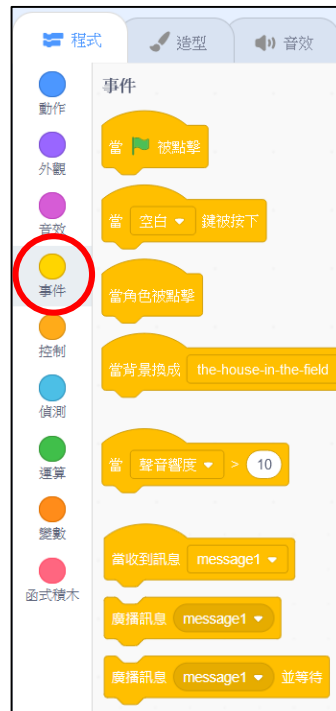 程式 造型 音效
動作
外觀
音效
事件
控制
偵測
運算
變數
函式積木
事件
當 被點擊
當 空白 鍵被按下
當角色被點擊
當背景換成 the-house-in-the-field
當 聲音響度 > 10
當收到訊息 message1
廣播訊息 message1
廣播訊息 message1 並等待